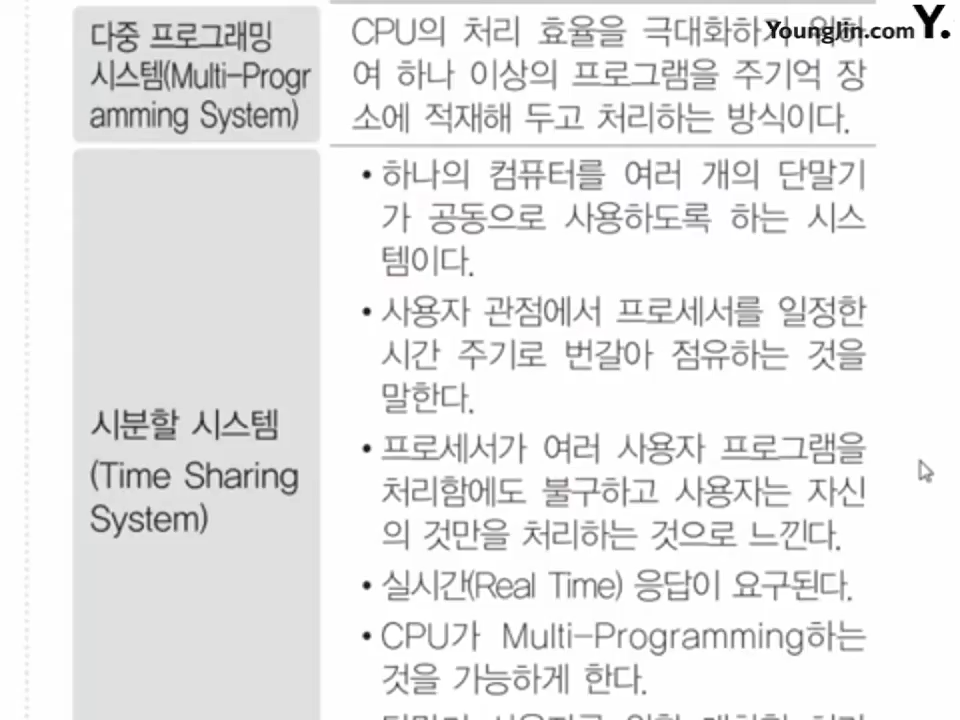 다중 프로그래밍
시스템(Multi-Progr
amming System)
CPU의 처리 효율을 극대화하기 위하
여 하나 이상의 프로그램을 주기억 장
소에 적재해 두고 처리하는 방식이다.
YoungJin.com Y.
시분할 시스템
(Time Sharing
System)
• 하나의 컴퓨터를 여러 개의 단말기
가 공동으로 사용하도록 하는 시스
템이다.
• 사용자 관점에서 프로세서를 일정한
시간 주기로 번갈아 점유하는 것을
말한다.
• 프로세서가 여러 사용자 프로그램을
처리함에도 불구하고 사용자는 자신
의 것만을 처리하는 것으로 느낀다.
• 실시간(Real Time) 응답이 요구된다.
• CPU가 Multi-Programming하는
것을 가능하게 한다.